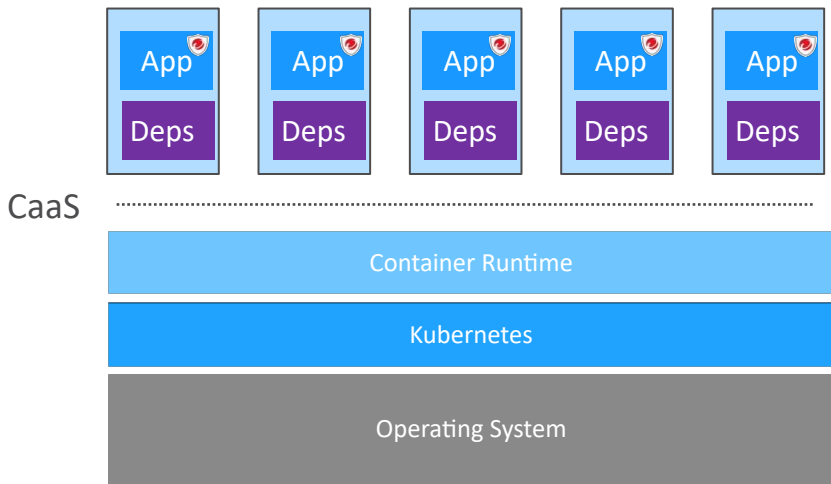 App App App App App
Deps Deps Deps Deps Deps
CaaS
Container Runtime
Kubernetes
Operating System